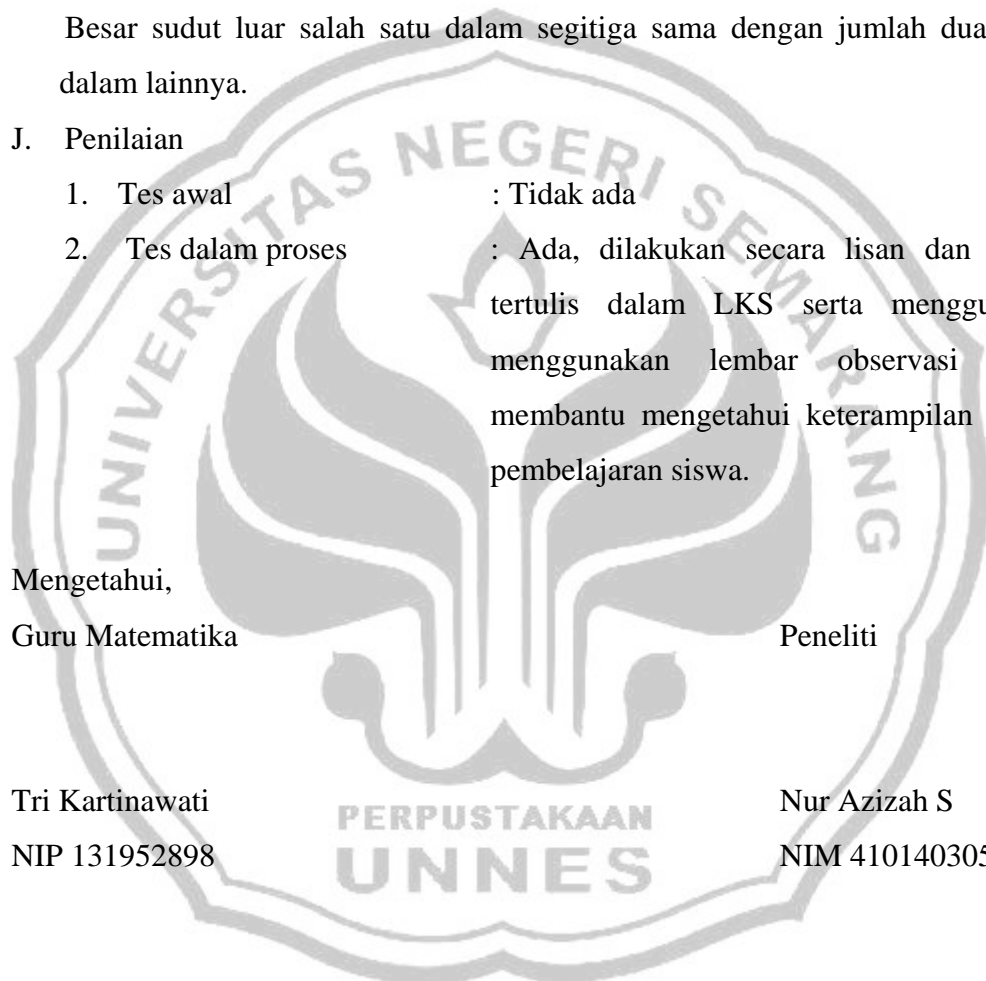 Besar sudut luar salah satu dalam segitiga sama dengan jumlah dua
dalam lainnya.
J. Penilaian
1. Tes awal : Tidak ada
2. Tes dalam proses : Ada, dilakukan secara lisan dan
tertulis dalam LKS serta menggu
menggunakan lembar observasi
membantu mengetahui keterampilan
pembelajaran siswa.
Mengetahui,
Guru Matematika Peneliti
Tri Kartinawati Nur Azizah S
NIP 131952898 NIM 410140305
UNIVERSITAS NEGERI SEMARANG
PERPUSTAKAAN
UNNES